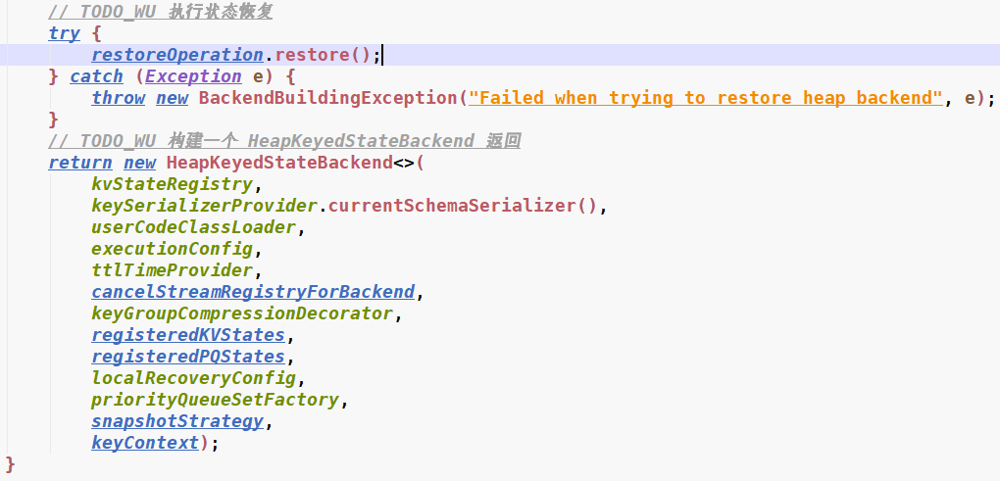 // TODO_WU 执行状态恢复
try {
restoreOperation.restore();
} catch (Exception e) {
throw new BackendBuildingException("Failed when trying to restore heap backend", e);
}
// TODO_WU 构建一个 HeapKeyedStateBackend 返回
return new HeapKeyedStateBackend<>(
kvStateRegistry,
keySerializerProvider.currentSchemaSerializer(),
userCodeClassLoader,
executionConfig,
ttlTimeProvider,
cancelStreamRegistryForBackend,
keyGroupCompressionDecorator,
registeredKVStates,
registeredPQStates,
localRecoveryConfig,
priorityQueueSetFactory,
snapshotStrategy,
keyContext);
}